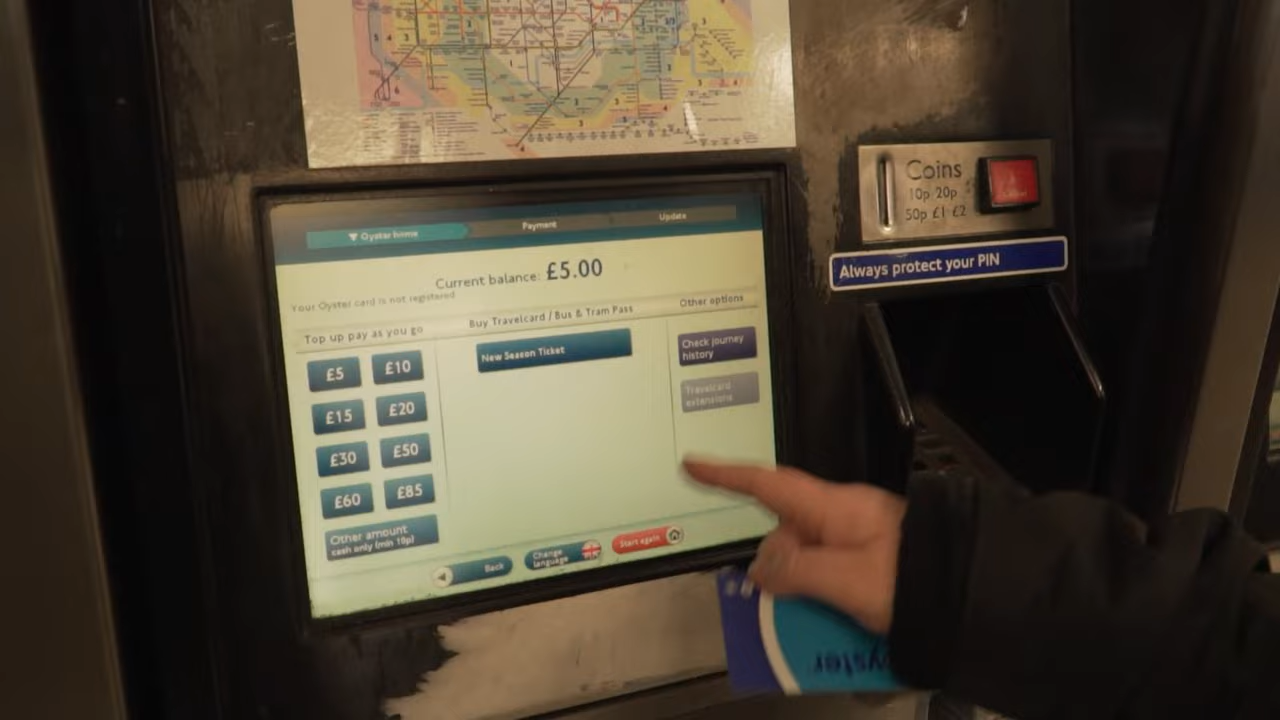 Coins
10p 20p
50p £1 £2
Always protect your PIN
Oyster home
Payment
Update
Current balance: £5.00
Your Oyster card is not registered
Top up pay as you go
Buy Travelcard / Bus & Tram Pass
Other options
£5
£10
£15
£20
£30
£50
£60
£85
Other amount
cash only (min 10p)
New Season Ticket
Check journey
history
Travelcard
extensions
Back
Change
language
Start again
oyster